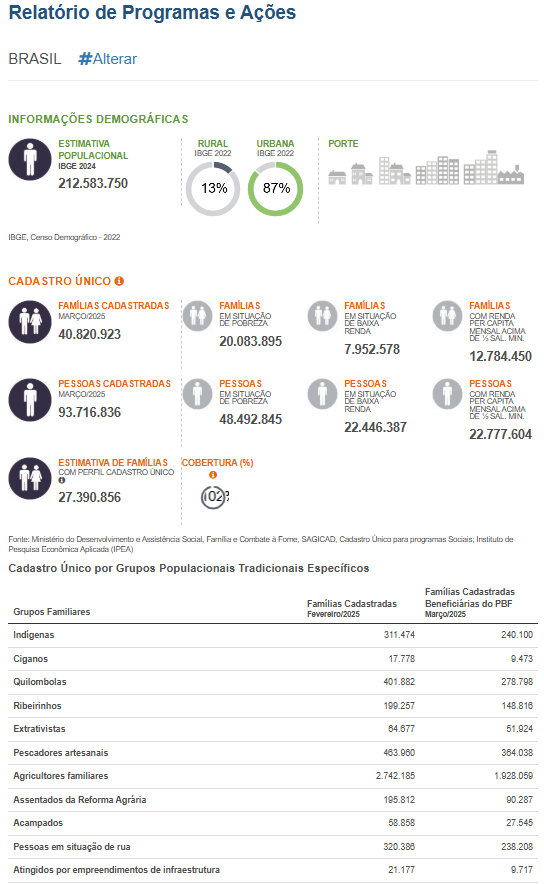 Relatório de Programas e Ações
BRASIL #Alterar
INFORMAÇÕES DEMOGRÁFICAS
ESTIMATIVA
POPULACIONAL
IBGE 2024
212.583.750
RURAL
IBGE 2022
13%
URBANA
IBGE 2022
87%
PORTE
IBGE, Censo Demográfico - 2022
CADASTRO ÚNICO
FAMÍLIAS CADASTRADAS
MARÇO/2025
40.820.923
FAMÍLIAS
EM SITUAÇÃO
DE POBREZA
20.083.895
FAMÍLIAS
EM SITUAÇÃO
DE BAIXA
RENDA
7.952.578
FAMÍLIAS
COM RENDA
PER CAPITA
MENSAL ACIMA
DE ½ SAL. MIN.
12.784.450
PESSOAS CADASTRADAS
MARÇO/2025
93.716.836
PESSOAS
EM SITUAÇÃO
DE POBREZA
48.492.845
PESSOAS
EM SITUAÇÃO
DE BAIXA
RENDA
22.446.387
PESSOAS
COM RENDA
PER CAPITA
MENSAL ACIMA
DE ½ SAL. MIN.
22.777.604
ESTIMATIVA DE FAMÍLIAS
COM PERFIL CADASTRO ÚNICO
27.390.856
COBERTURA (%)
Fonte: Ministério do Desenvolvimento e Assistência Social, Família e Combate à Fome, SAGICAD, Cadastro Único para programas Sociais; Instituto de
Pesquisa Econômica Aplicada (IPEA)
Cadastro Único por Grupos Populacionais Tradicionais Específicos
Grupos Familiares
Famílias Cadastradas
Fevereiro/2025
Famílias Cadastradas
Beneficiárias do PBF
Março/2025
Indígenas 311.474 240.100
Ciganos 17.778 9.473
Quilombolas 401.882 278.798
Ribeirinhos 199.257 148.816
Extrativistas 64.677 51.924
Pescadores artesanais 463.960 364.038
Agricultores familiares 2.742.185 1.928.059
Assentados da Reforma Agrária 195.812 90.287
Acampados 58.858 27.545
Pessoas em situação de rua 320.386 238.208
Atingidos por empreendimentos de infraestrutura 21.177 9.717